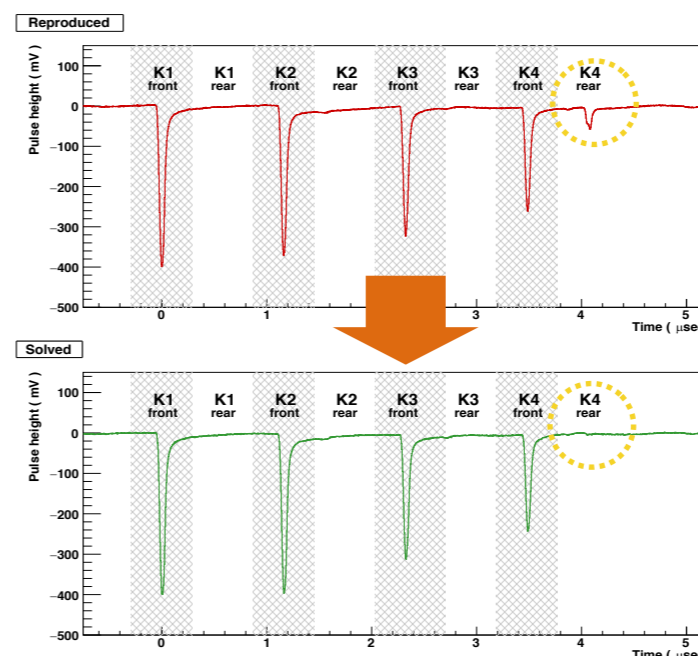 Reproduced
Pulse height ( mV )
100
0
−100
−200
−300
−400
−500
K1 K1 K2 K2 K3 K3 K4 K4
front rear front rear front rear front rear
0 1 2 3 4 5
Time ( μse
Solved
Pulse height ( mV )
100
0
−100
−200
−300
−400
−500
K1 K1 K2 K2 K3 K3 K4 K4
front rear front rear front rear front rear
0 1 2 3 4 5
Time ( μse